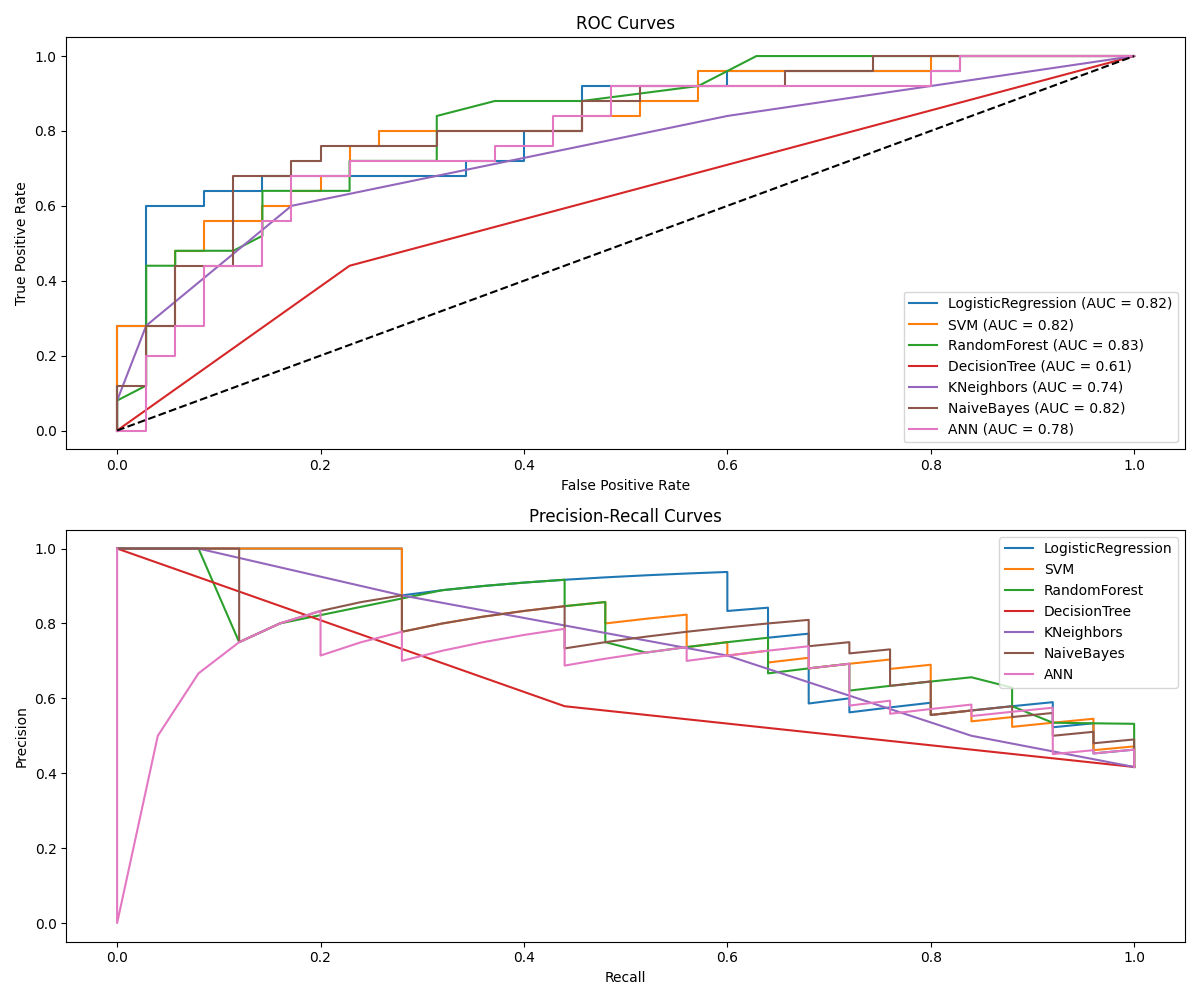 ROC Curves
True Positive Rate
1.0
0.8
0.6
0.4
0.2
0.0
LogisticRegression (AUC = 0.82)
SVM (AUC = 0.82)
RandomForest (AUC = 0.83)
DecisionTree (AUC = 0.61)
KNeighbors (AUC = 0.74)
NaiveBayes (AUC = 0.82)
ANN (AUC = 0.78)
0.0 0.2 0.4 0.6 0.8 1.0
False Positive Rate
Precision-Recall Curves
Precision
1.0
0.8
0.6
0.4
0.2
0.0
LogisticRegression
SVM
RandomForest
DecisionTree
KNeighbors
NaiveBayes
ANN
0.0 0.2 0.4 0.6 0.8 1.0
Recall